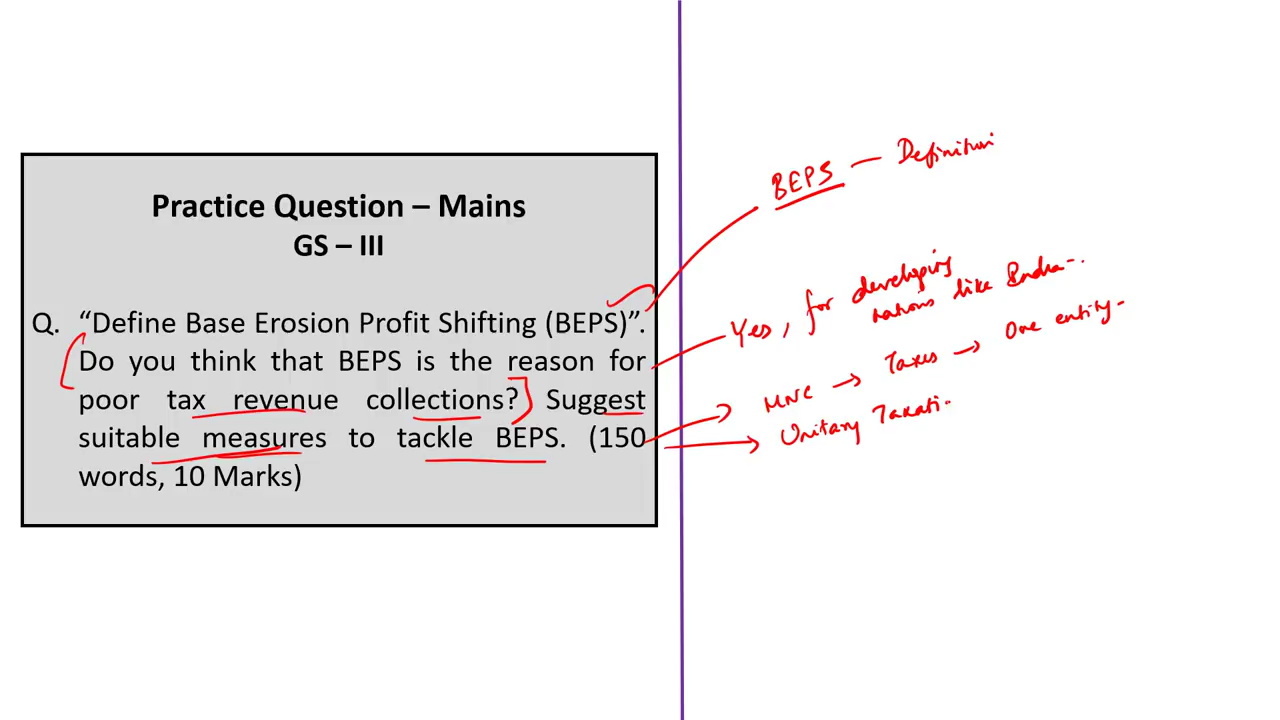 Practice Question – Mains
GS – III
Q. “Define Base Erosion Profit Shifting (BEPS)”.
Do you think that BEPS is the reason for
poor tax revenue collections? Suggest
suitable measures to tackle BEPS. (150
words, 10 Marks)
BEPS — Definition
Yes, for developing
nations like India -.
MNC → Taxes → One entity.
Unitary Taxati.